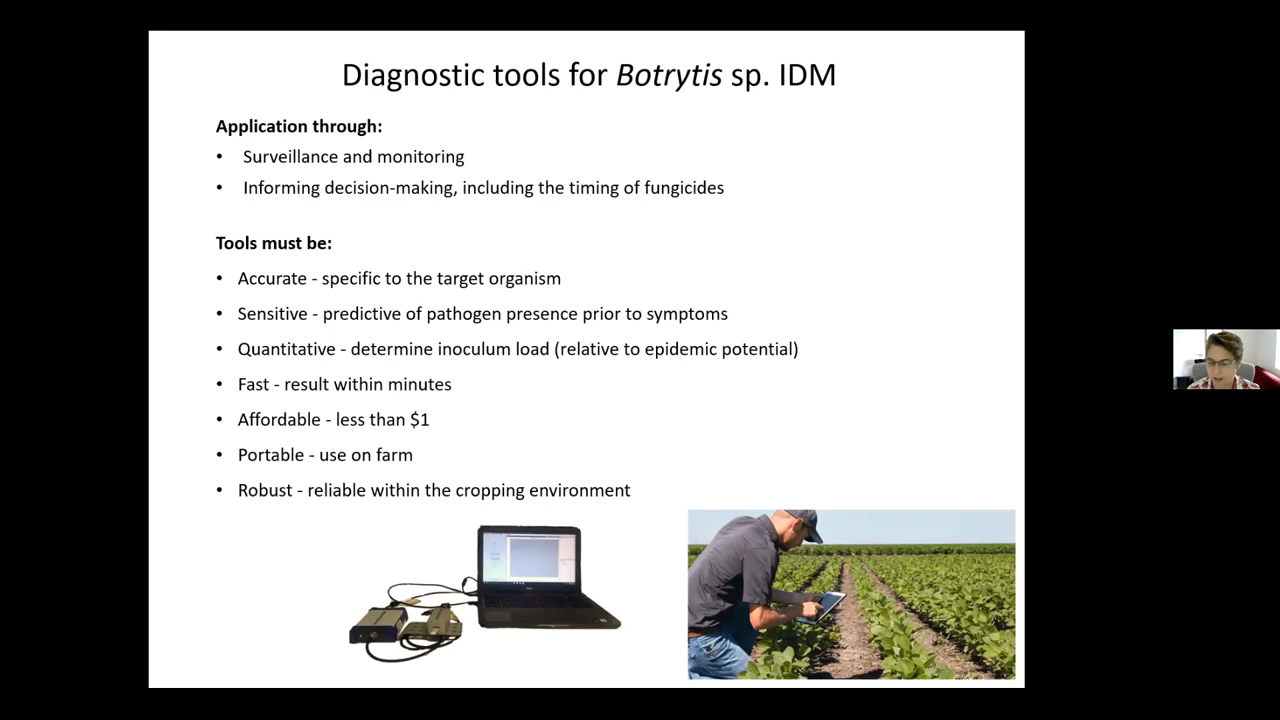 Diagnostic tools for Botrytis sp. IDM
Application through:
• Surveillance and monitoring
• Informing decision-making, including the timing of fungicides
Tools must be:
• Accurate - specific to the target organism
• Sensitive - predictive of pathogen presence prior to symptoms
• Quantitative - determine inoculum load (relative to epidemic potential)
• Fast - result within minutes
• Affordable - less than $1
• Portable - use on farm
• Robust - reliable within the cropping environment